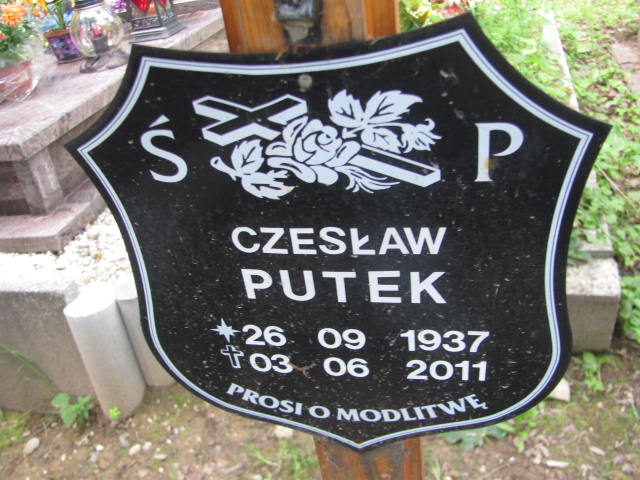 Ś P
CZESŁAW
PUTEK
26 09 1937
03 06 2011
PROSI O MODLITWĘ